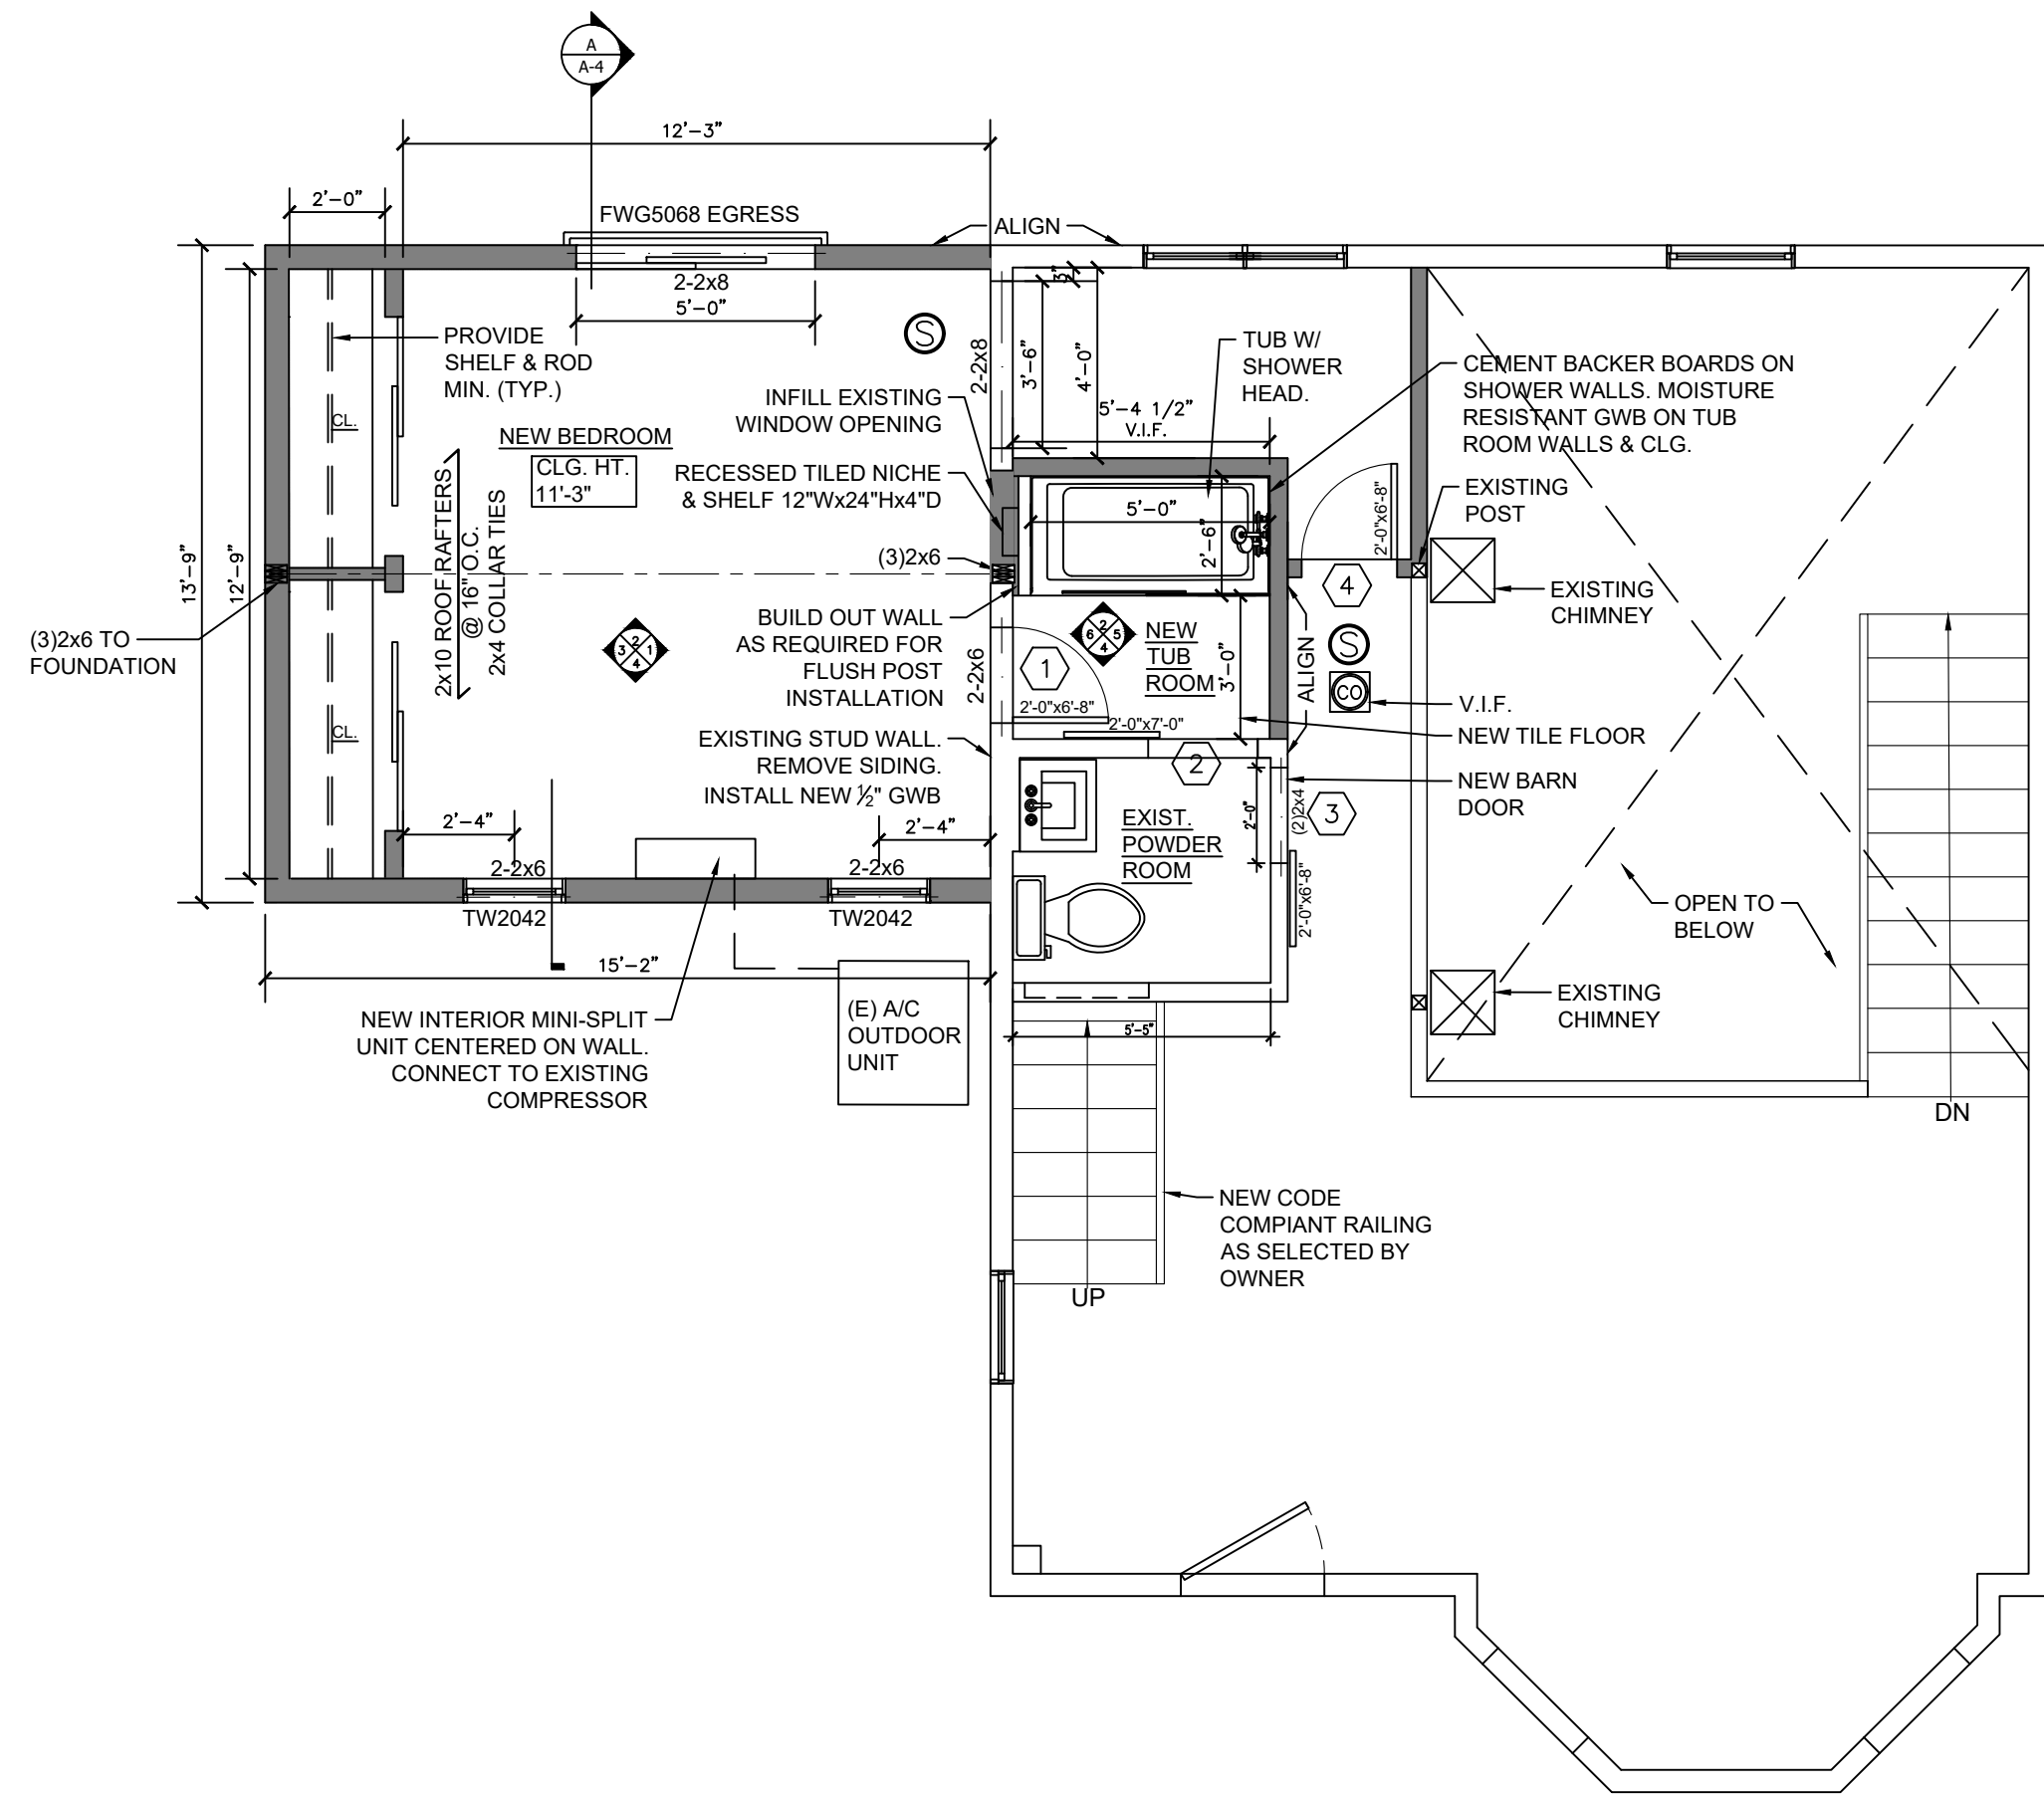 A
A-4
12'-3"
2'-0"
FWG5068 EGRESS
ALIGN
2-2x8
5'-0"
3"
S
PROVIDE
SHELF & ROD
MIN. (TYP.)
2-2x8
3'-6"
4'-0"
TUB W/
SHOWER
HEAD.
CEMENT BACKER BOARDS ON
SHOWER WALLS. MOISTURE
RESISTANT GWB ON TUB
ROOM WALLS & CLG.
INFILL EXISTING
WINDOW OPENING
5'-4 1/2"
V.I.F.
CL.
NEW BEDROOM
CLG. HT.
11'-3"
RECESSED TILED NICHE
& SHELF 12"Wx24"Hx4"D
EXISTING
POST
5'-0"
2'-6"
2'-0"x6'-8"
13'-9"
12'-9"
2x10 ROOF RAFTERS
@ 16" O.C.
2x4 COLLAR TIES
(3)2x6
4
EXISTING
CHIMNEY
(3)2x6 TO
FOUNDATION
BUILD OUT WALL
AS REQUIRED FOR
FLUSH POST
INSTALLATION
3 2 1
4
6 2 5
4
NEW
TUB
ROOM
3'-0"
ALIGN
S
CO
V.I.F.
1
2-2x6
2'-0"x6'-8"
2'-0"x7'-0"
CL.
EXISTING STUD WALL.
REMOVE SIDING.
INSTALL NEW ½" GWB
NEW TILE FLOOR
2
NEW BARN
DOOR
2'-0"
(2)2x4
3
2'-4"
2'-4"
EXIST.
POWDER
ROOM
2'-0"x6'-8"
2-2x6
2-2x6
TW2042
TW2042
OPEN TO
BELOW
15'-2"
EXISTING
CHIMNEY
NEW INTERIOR MINI-SPLIT
UNIT CENTERED ON WALL.
CONNECT TO EXISTING
COMPRESSOR
(E) A/C
OUTDOOR
UNIT
5'-5"
DN
NEW CODE
COMPIANT RAILING
AS SELECTED BY
OWNER
UP